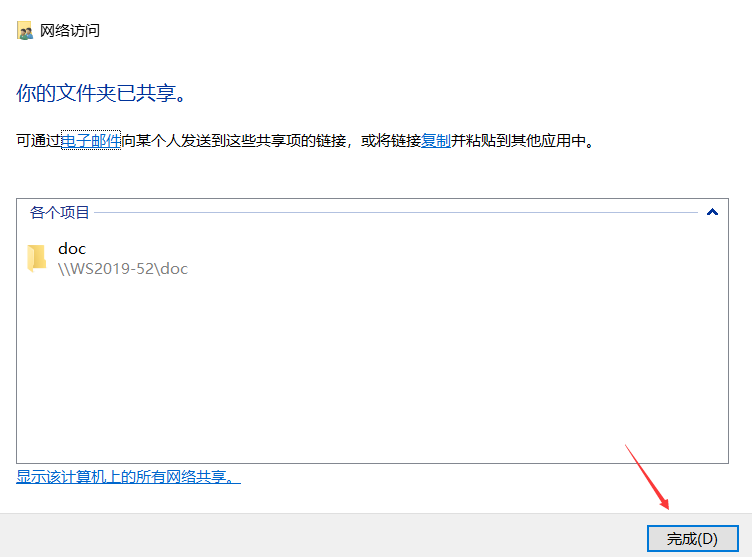 网络访问
你的文件夹已共享。
可通过电子邮件向某个人发送到这些共享项的链接，或将链接复制并粘贴到其他应用中。
各个项目
doc
\\WS2019-52\doc
显示该计算机上的所有网络共享。
完成(D)